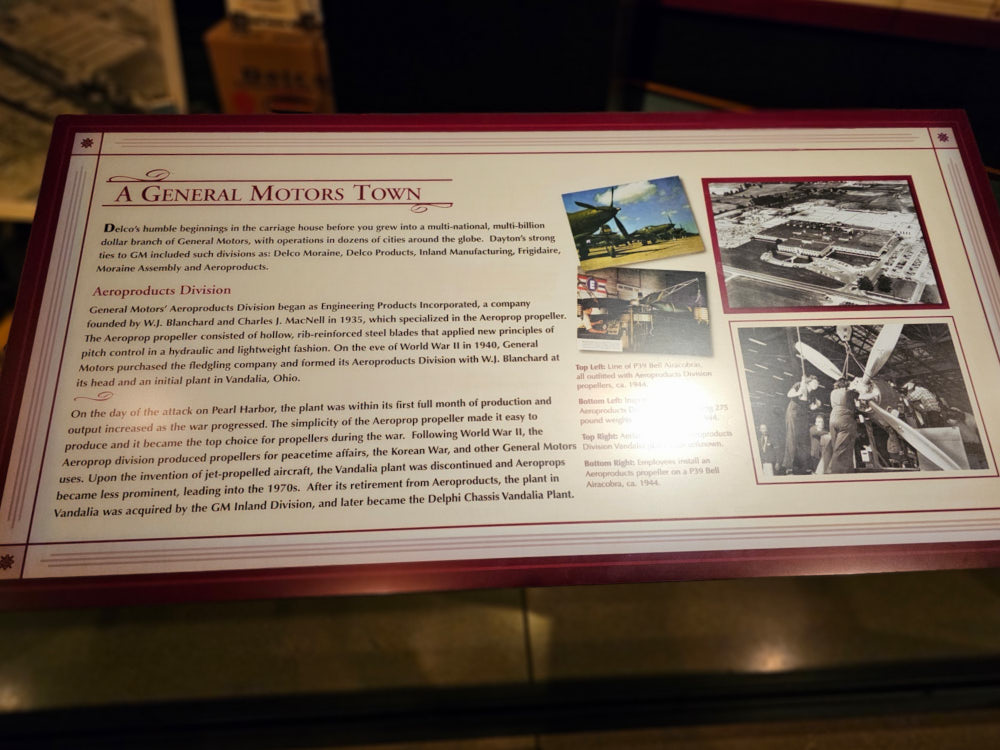 A General Motors Town
Delco's humble beginnings in the carriage house before you grew into a multi-national, multi-billion
dollar branch of General Motors, with operations in dozens of cities around the globe. Dayton's strong
ties to GM included such divisions as: Delco Moraine, Delco Products, Inland Manufacturing, Frigidaire,
Moraine Assembly and Aeroproducts.
Aeroproducts Division
General Motors' Aeroproducts Division began as Engineering Products Incorporated, a company
founded by W.J. Blanchard and Charles J. MacNell in 1935, which specialized in the Aeroprop propeller.
The Aeroprop propeller consisted of hollow, rib-reinforced steel blades that applied new principles of
pitch control in a hydraulic and lightweight fashion. On the eve of World War II in 1940, General
Motors purchased the fledgling company and formed its Aeroproducts Division with W.J. Blanchard at
its head and an initial plant in Vandalia, Ohio.
On the day of the attack on Pearl Harbor, the plant was within its first full month of production and
output increased as the war progressed. The simplicity of the Aeroprop propeller made it easy to
produce and it became the top choice for propellers during the war. Following World War II, the
Aeroprop division produced propellers for peacetime affairs, the Korean War, and other General Motors
uses. Upon the invention of jet-propelled aircraft, the Vandalia plant was discontinued and Aeroprops
became less prominent, leading into the 1970s. After its retirement from Aeroproducts, the plant in
Vandalia was acquired by the GM Inland Division, and later became the Delphi Chassis Vandalia Plant.
Top Left: Line of P39 Bell Airacobras,
all outfitted with Aeroproducts Division
propellers, ca. 1944.
Bottom Left:
Aeroproducts 275
pound 1944.
Top Right:
Division
Bottom Right: Employees install an
Aeroproducts propeller on a P39 Bell
Airacobra, ca. 1944.